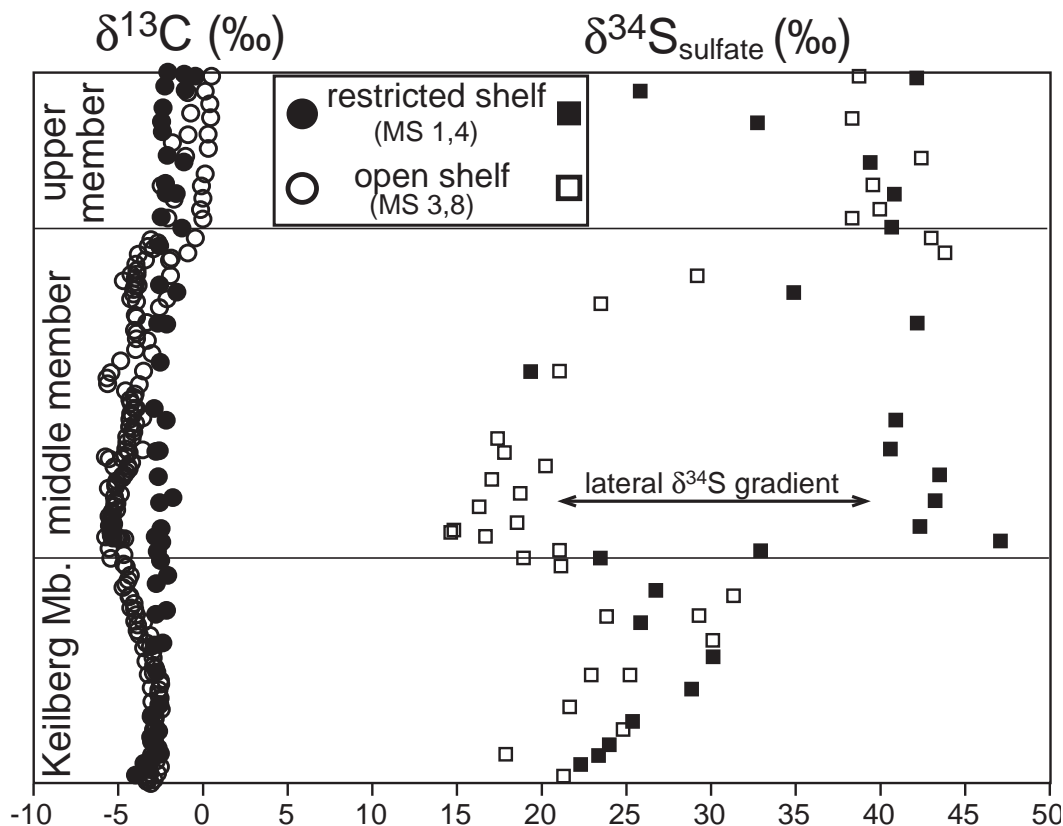 δ¹³C (‰) δ³⁴Ssulfate (‰)
restricted shelf
(MS 1,4)
open shelf
(MS 3,8)
upper
member
middle member
lateral δ³⁴S gradient
Keilberg Mb.
-10 -5 0 5 10 15 20 25 30 35 40 45 50